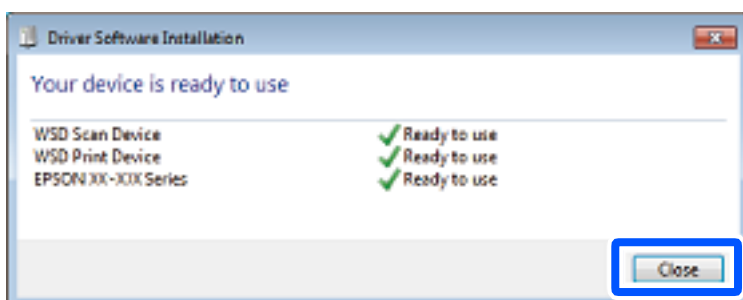 Driver Software Installation
Your device is ready to use
WSD Scan Device Ready to use
WSD Print Device Ready to use
EPSON XX-XXX Series Ready to use
Close